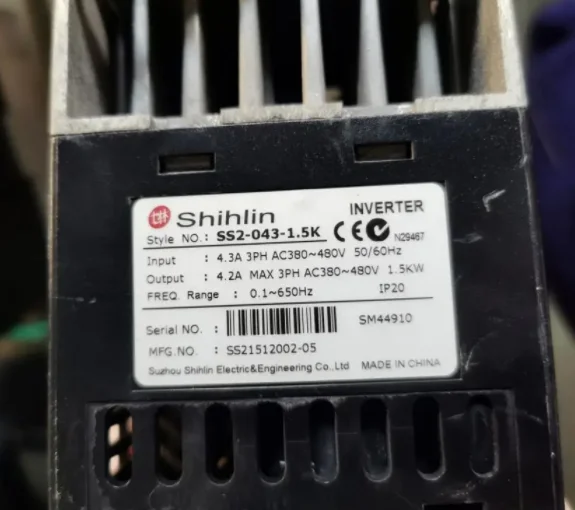 Shihlin INVERTER
Style NO. : SS2-043-1.5K CE N29467
Input : 4.3A 3PH AC380~480V 50/60Hz
Output : 4.2A MAX 3PH AC380~480V 1.5KW
FREQ. Range : 0.1~650Hz IP20
Serial NO. : SM44910
MFG.NO. : SS21512002-05
Suzhou Shihlin Electric&Engineering Co.,Ltd MADE IN CHINA